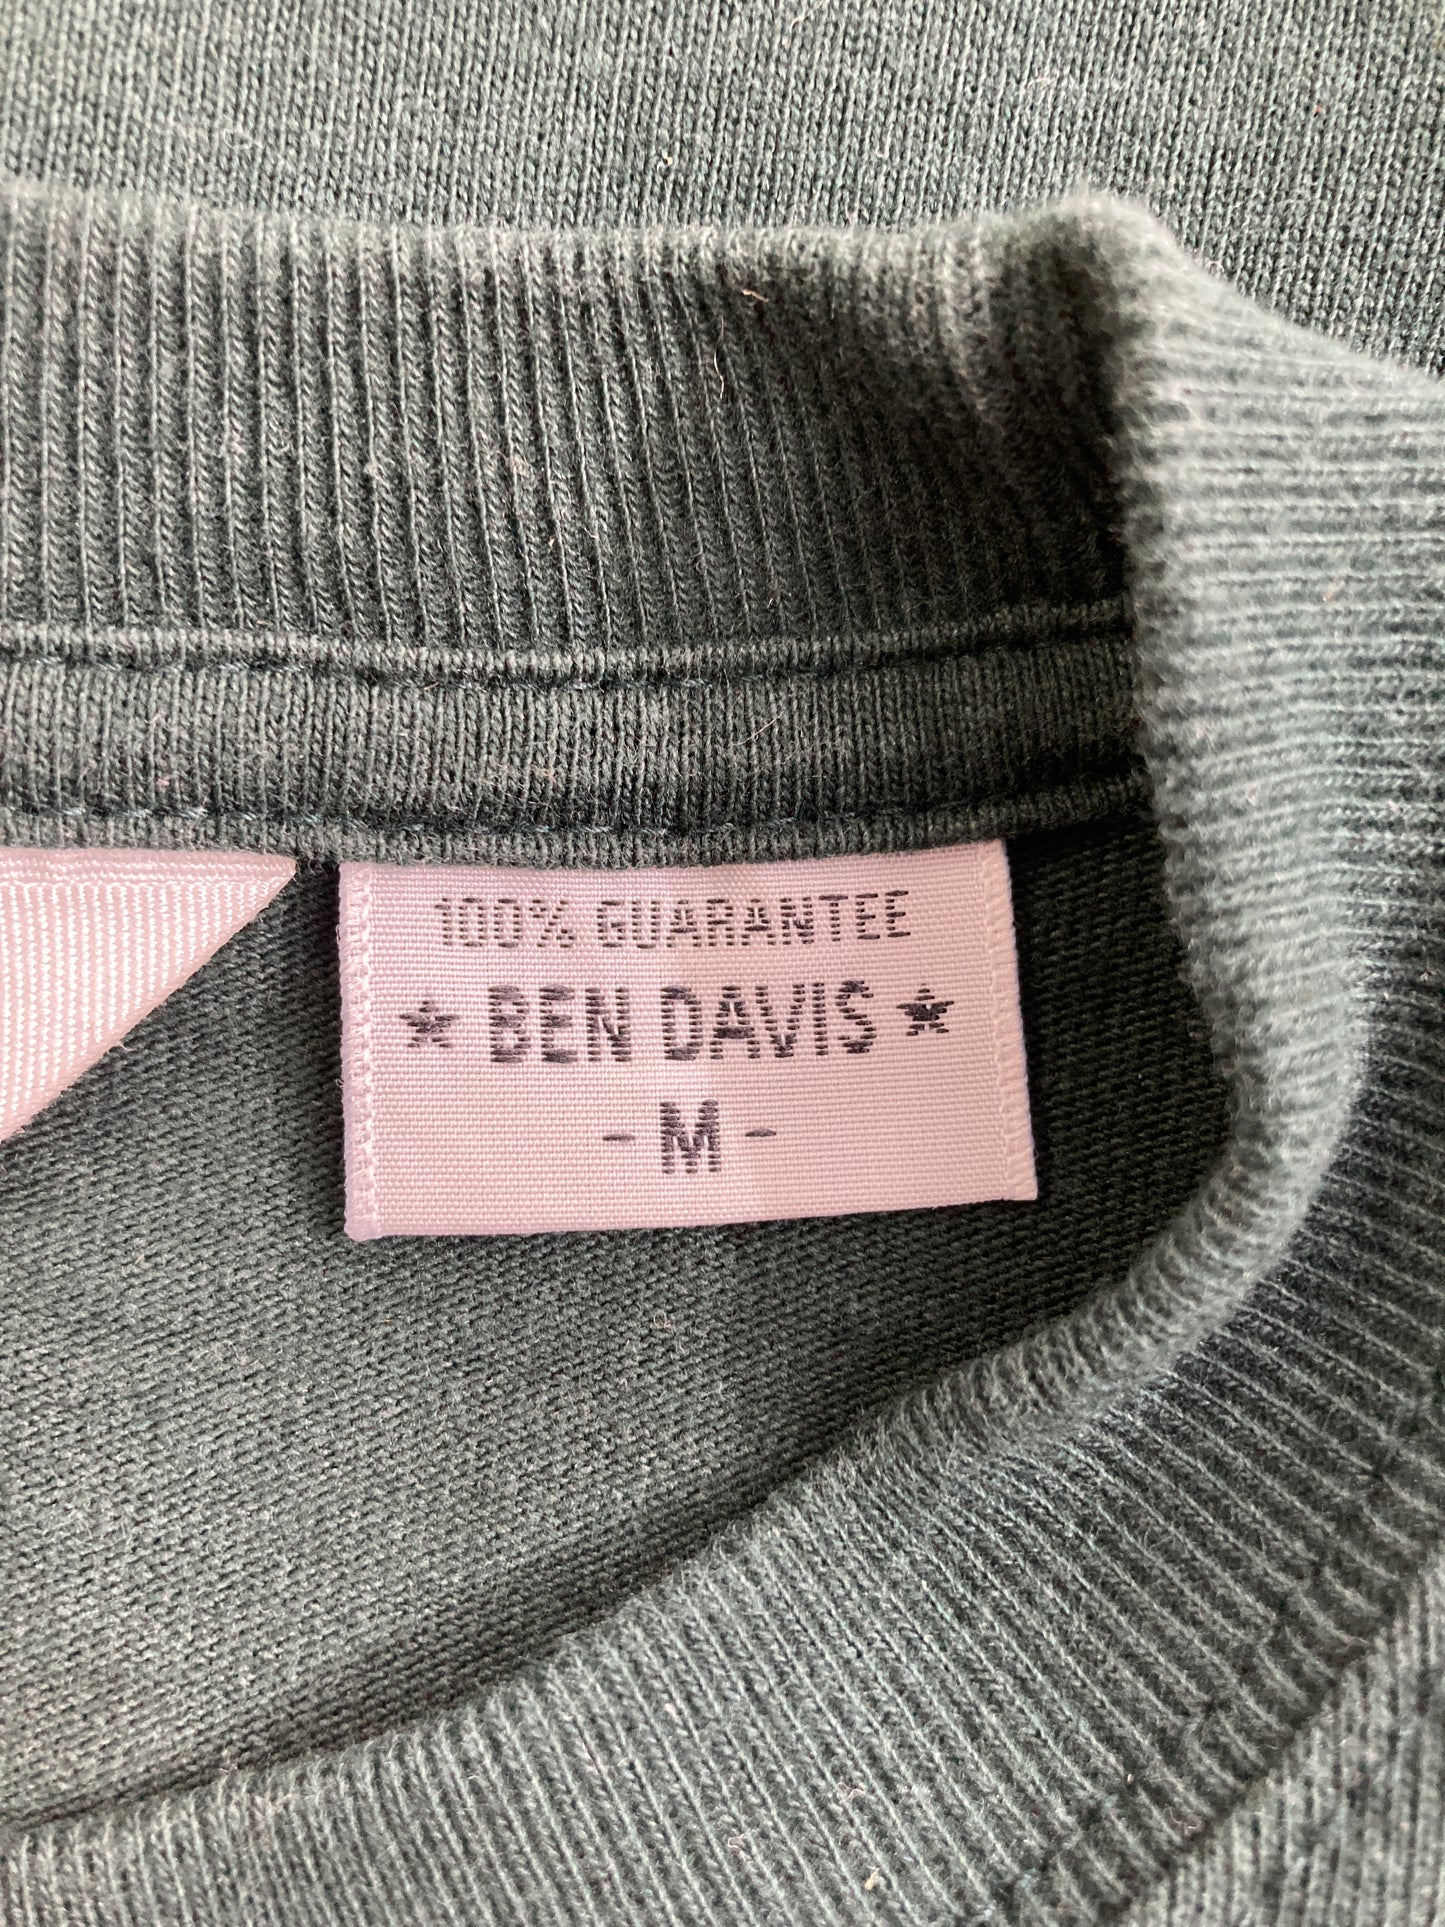 100% GUARANTEE
★ BEN DAVIS ★
- M -